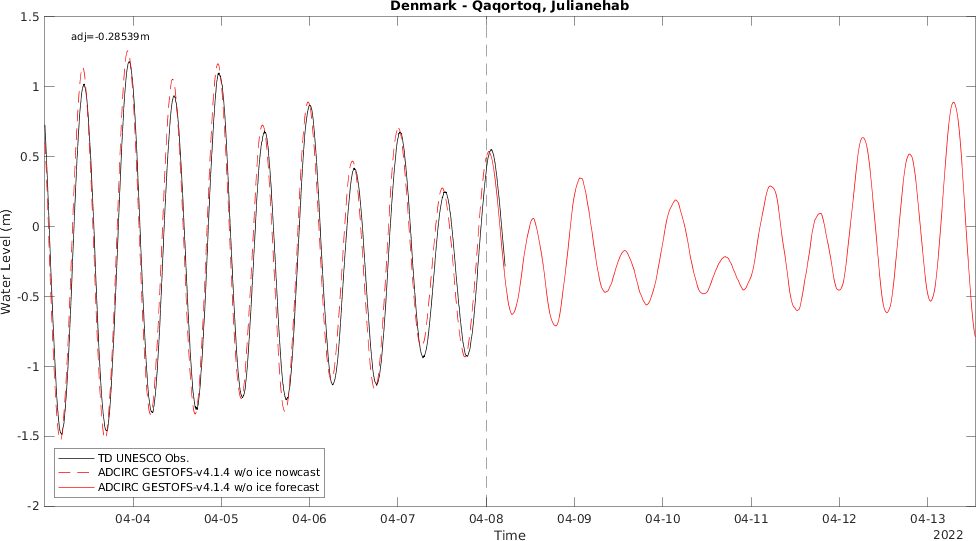 Denmark - Qaqortoq, Julianehab
adj=-0.28539m
1.5
1
0.5
0
-0.5
-1
-1.5
-2
Water Level (m)
TD UNESCO Obs.
ADCIRC GESTOFS-v4.1.4 w/o ice nowcast
ADCIRC GESTOFS-v4.1.4 w/o ice forecast
04-04 04-05 04-06 04-07 04-08 04-09 04-10 04-11 04-12 04-13
Time
2022